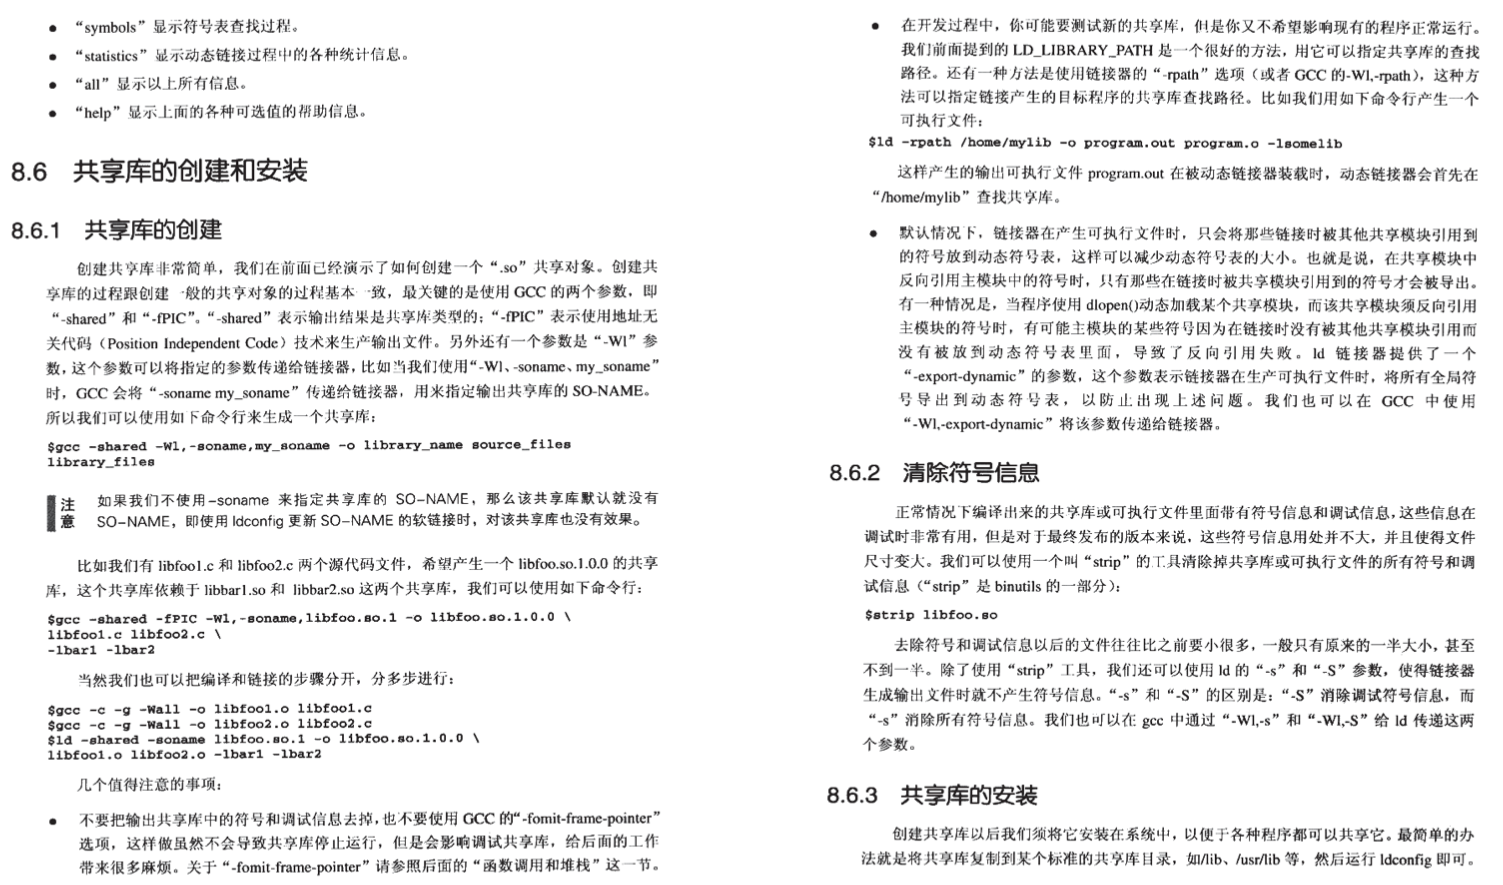 ● “symbols”显示符号表查找过程。
● “statistics”显示动态链接过程中的各种统计信息。
● “all”显示以上所有信息。
● “help”显示上面的各种可选值的帮助信息。
8.6 共享库的创建和安装
8.6.1 共享库的创建
创建共享库非常简单，我们在前面已经演示了如何创建一个“.so”共享对象。创建共
享库的过程跟创建一般的共享对象的过程基本一致，最关键的是使用 GCC 的两个参数，即
“-shared”和“-fPIC”。“-shared”表示输出结果是共享库类型的；“-fPIC”表示使用地址无
关代码（Position Independent Code）技术来生产输出文件。另外还有一个参数是“-Wl”参
数，这个参数可以将指定的参数传递给链接器，比如当我们使用“-Wl、-soname、my_soname”
时，GCC 会将“-soname my_soname”传递给链接器，用来指定输出共享库的 SO-NAME。
所以我们可以使用如下命令行来生成一个共享库：
$gcc -shared -Wl,-soname,my_soname -o library_name source_files
library_files
注意 如果我们不使用-soname 来指定共享库的 SO-NAME，那么该共享库默认就没有
SO-NAME，即使用 ldconfig 更新 SO-NAME 的软链接时，对该共享库也没有效果。
比如我们有 libfoo1.c 和 libfoo2.c 两个源代码文件，希望产生一个 libfoo.so.1.0.0 的共享
库，这个共享库依赖于 libbar1.so 和 libbar2.so 这两个共享库，我们可以使用如下命令行：
$gcc -shared -fPIC -Wl,-soname,libfoo.so.1 -o libfoo.so.1.0.0 \
libfoo1.c libfoo2.c \
-lbar1 -lbar2
当然我们也可以把编译和链接的步骤分开，分多步进行：
$gcc -c -g -Wall -o libfoo1.o libfoo1.c
$gcc -c -g -Wall -o libfoo2.o libfoo2.c
$ld -shared -soname libfoo.so.1 -o libfoo.so.1.0.0 \
libfoo1.o libfoo2.o -lbar1 -lbar2
几个值得注意的事项：
● 不要把输出共享库中的符号和调试信息去掉，也不要使用 GCC 的“-fomit-frame-pointer”
选项，这样做虽然不会导致共享库停止运行，但是会影响调试共享库，给后面的工作
带来很多麻烦。关于“-fomit-frame-pointer”请参照后面的“函数调用和堆栈”这一节。
● 在开发过程中，你可能要测试新的共享库，但是你又不希望影响现有的程序正常运行。
我们前面提到的 LD_LIBRARY_PATH 是一个很好的方法，用它可以指定共享库的查找
路径。还有一种方法是使用链接器的“-rpath”选项（或者 GCC 的-Wl,-rpath），这种方
法可以指定链接产生的目标程序的共享库查找路径。比如我们用如下命令行产生一个
可执行文件：
$ld -rpath /home/mylib -o program.out program.o -lsomelib
这样产生的输出可执行文件 program.out 在被动态链接器装载时，动态链接器会首先在
“/home/mylib”查找共享库。
● 默认情况下，链接器在产生可执行文件时，只会将那些链接时被其他共享模块引用到
的符号放到动态符号表，这样可以减少动态符号表的大小。也就是说，在共享模块中
反向引用主模块中的符号时，只有那些在链接时被共享模块引用到的符号才会被导出。
有一种情况是，当程序使用 dlopen()动态加载某个共享模块，而该共享模块须反向引用
主模块的符号时，有可能主模块的某些符号因为在链接时没有被其他共享模块引用而
没有被放到动态符号表里面，导致了反向引用失败。ld 链接器提供了一个
“-export-dynamic”的参数，这个参数表示链接器在生产可执行文件时，将所有全局符
号导出到动态符号表，以防止出现上述问题。我们也可以在 GCC 中使用
“-Wl,-export-dynamic”将该参数传递给链接器。
8.6.2 清除符号信息
正常情况下编译出来的共享库或可执行文件里面带有符号信息和调试信息，这些信息在
调试时非常有用，但是对于最终发布的版本来说，这些符号信息用处并不大，并且使得文件
尺寸变大。我们可以使用一个叫“strip”的工具清除掉共享库或可执行文件的所有符号和调
试信息（“strip”是 binutils 的一部分）：
$strip libfoo.so
去除符号和调试信息以后的文件往往比之前要小很多，一般只有原来的一半大小，甚至
不到一半。除了使用“strip”工具，我们还可以使用 ld 的“-s”和“-S”参数，使得链接器
生成输出文件时就不产生符号信息。“-s”和“-S”的区别是：“-S”消除调试符号信息，而
“-s”消除所有符号信息。我们也可以在 gcc 中通过“-Wl,-s”和“-Wl,-S”给 ld 传递这两
个参数。
8.6.3 共享库的安装
创建共享库以后我们须将它安装在系统中，以便于各种程序都可以共享它。最简单的办
法就是将共享库复制到某个标准的共享库目录，如/lib、/usr/lib 等，然后运行 ldconfig 即可。